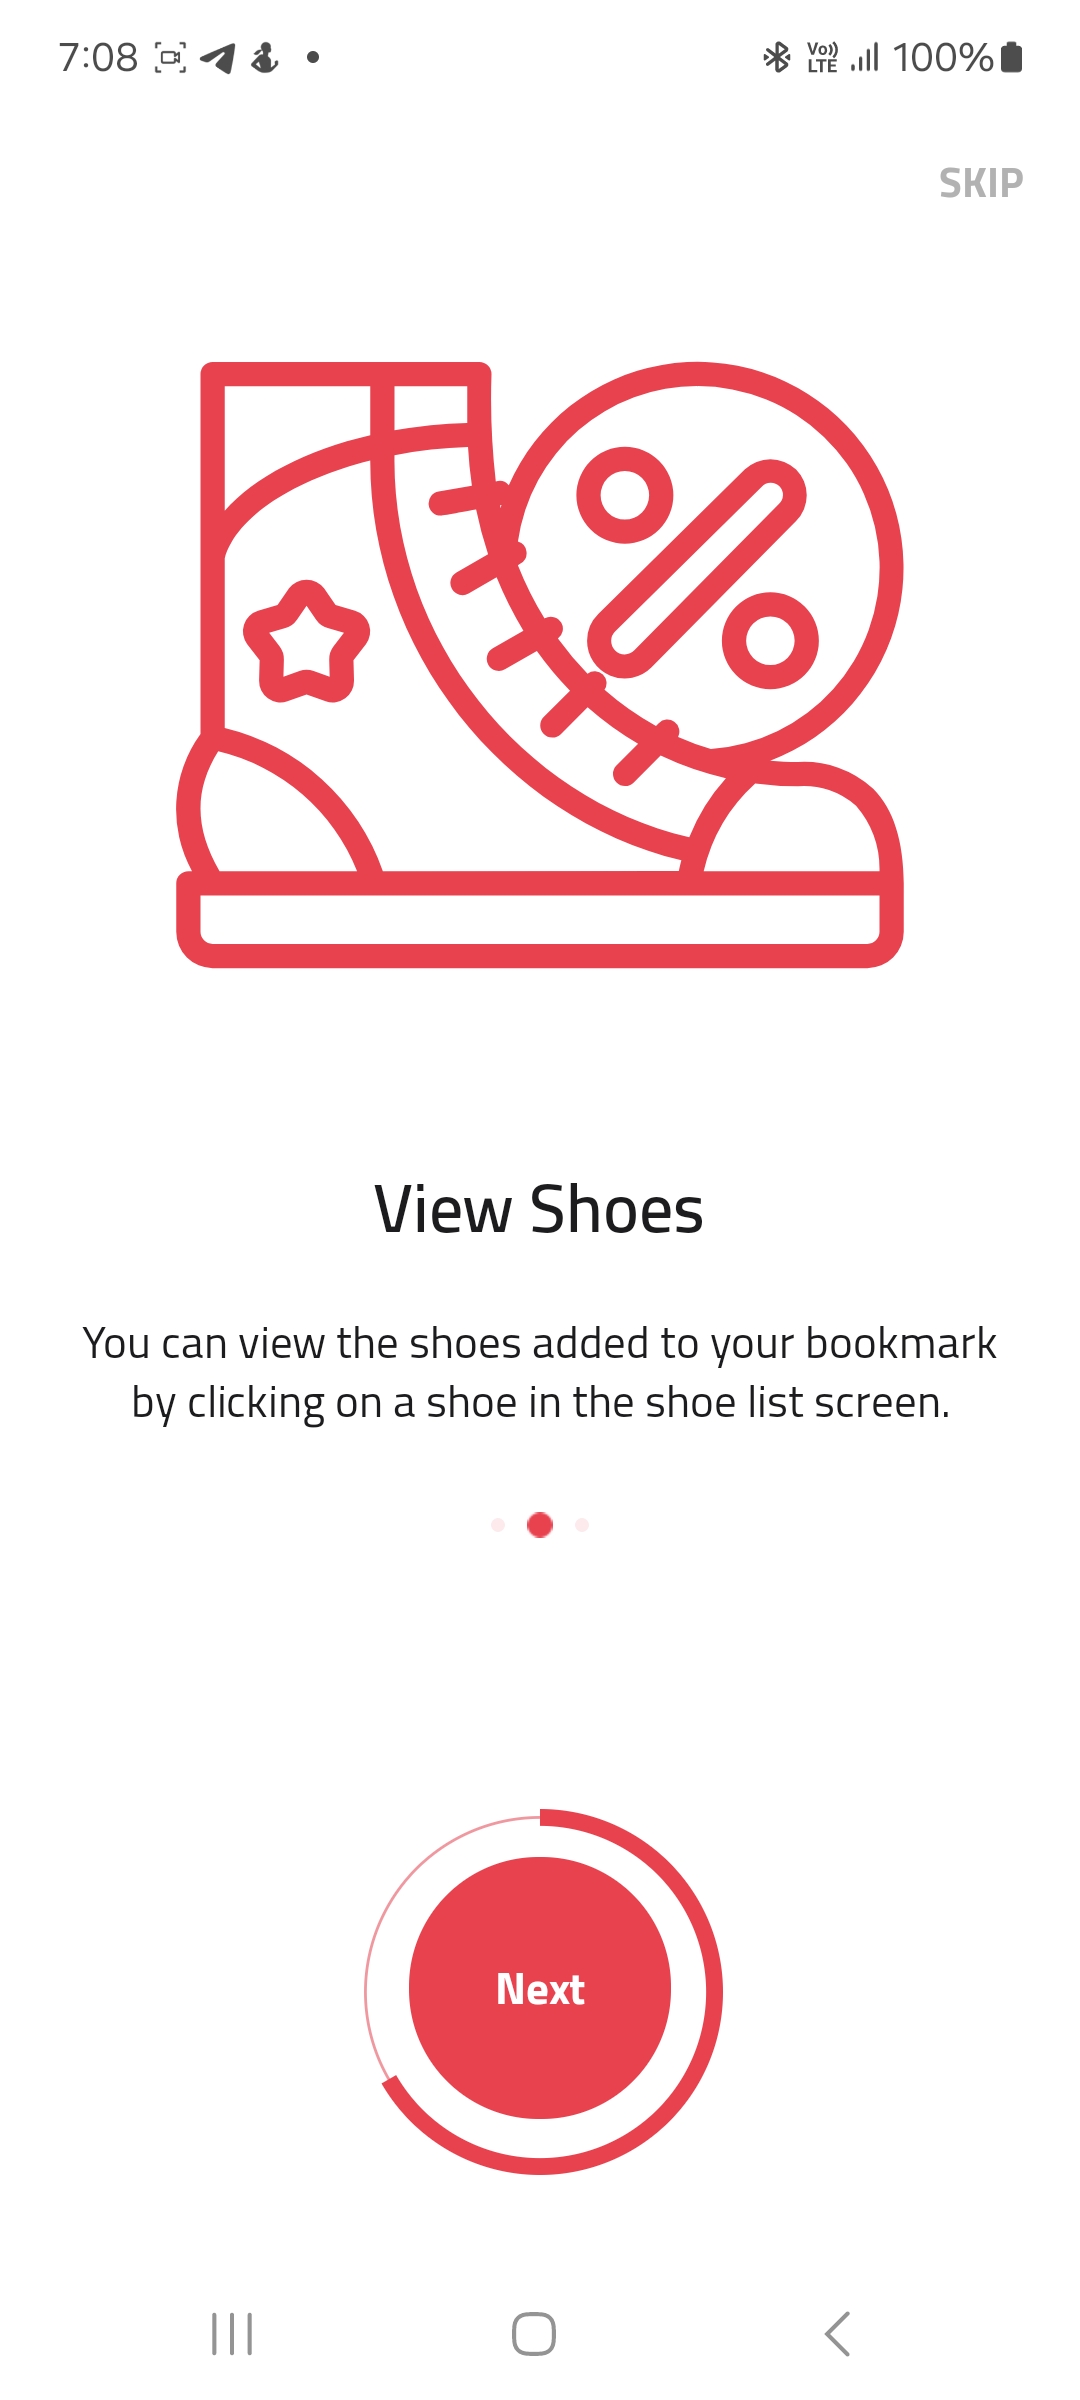 7:08
Vo)) LTE 100%
SKIP
View Shoes
You can view the shoes added to your bookmark
by clicking on a shoe in the shoe list screen.
Next